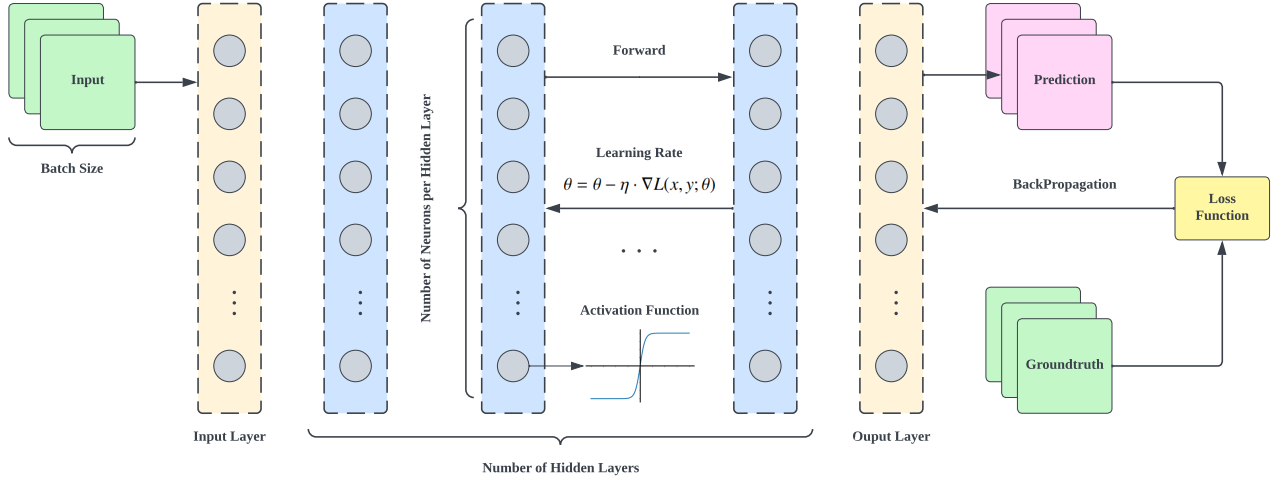 Input
Batch Size
Input Layer
Number of Neurons per Hidden Layer
Forward
Learning Rate
θ = θ − η · ∇L(x, y; θ)
. . .
Activation Function
Number of Hidden Layers
Ouput Layer
Prediction
BackPropagation
Loss
Function
Groundtruth